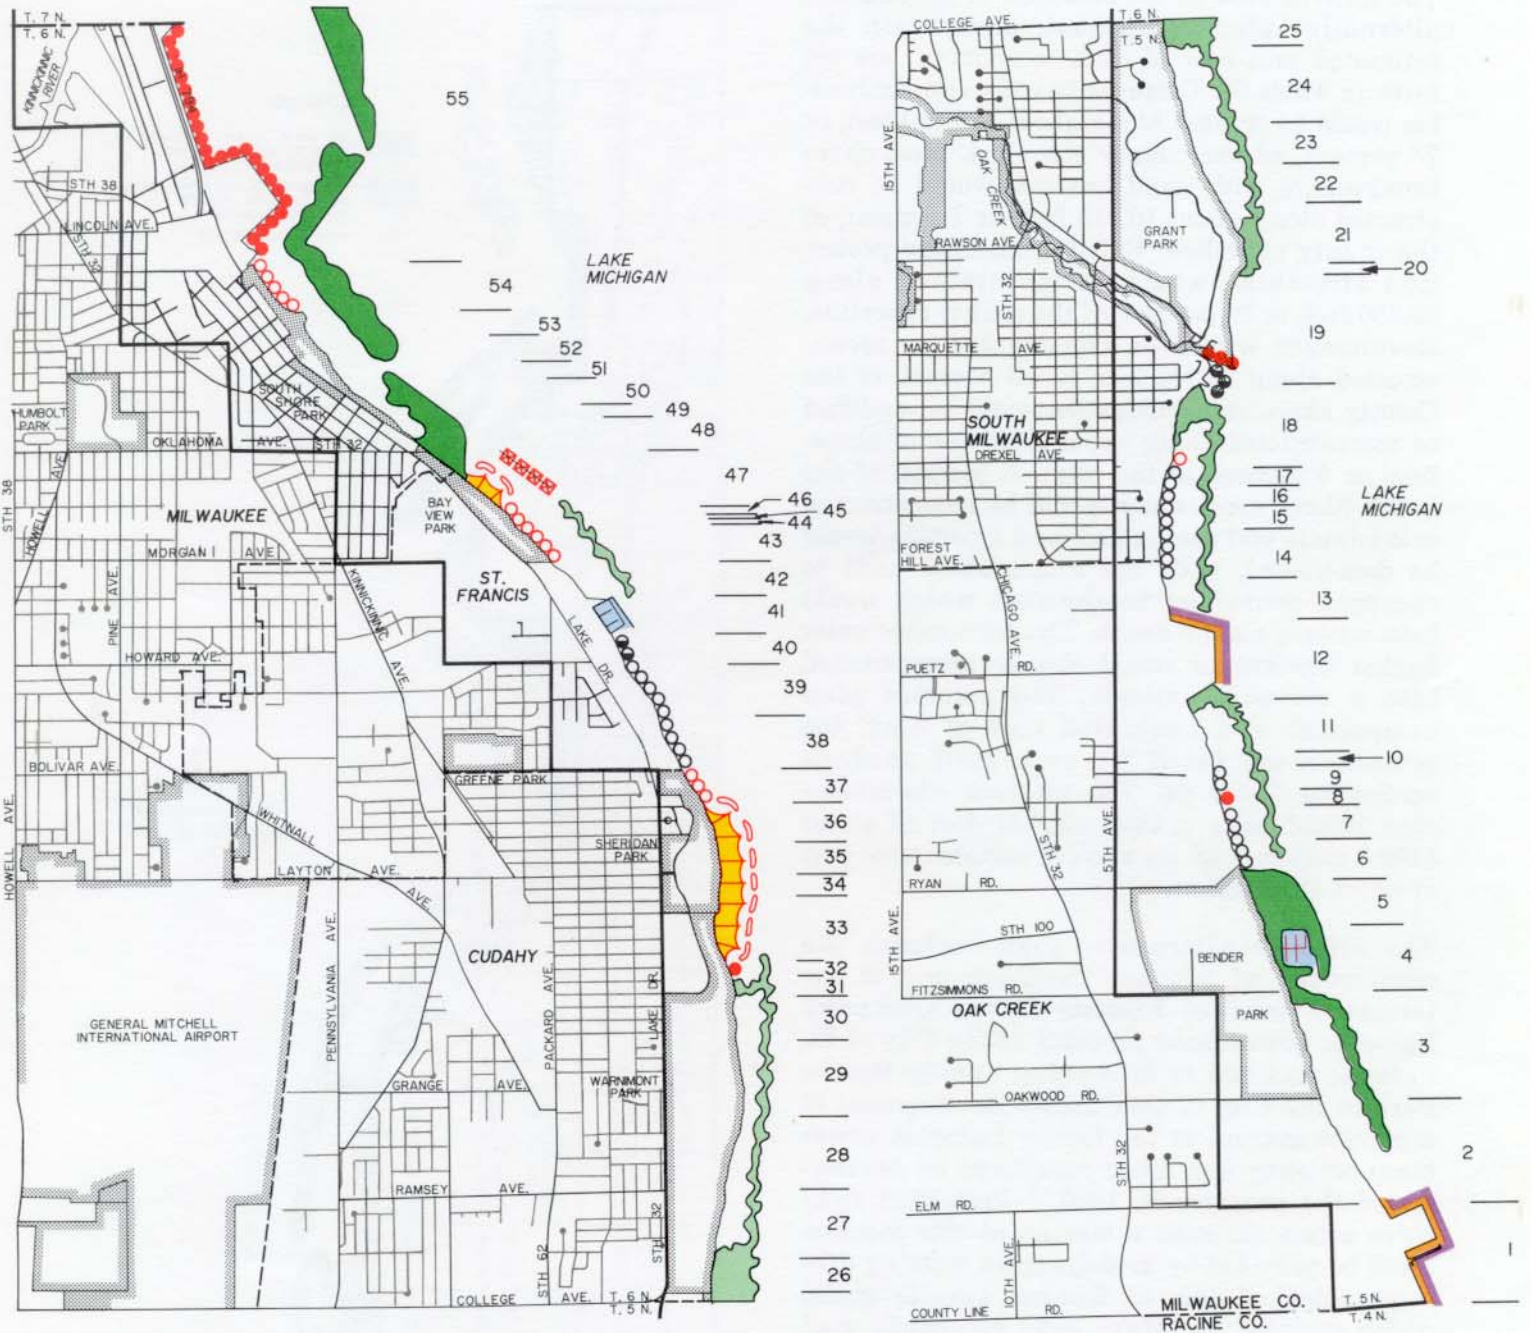 T. 7 N.
T. 6 N.
KINNICKINNIC
RIVER
STH 38
LINCOLN AVE.
STH 32
LAKE
MICHIGAN
55
54
53
52
51
50
49
48
47
46
45
44
43
42
41
40
39
38
37
36
35
34
33
32
31
30
29
28
27
26
SOUTH
SHORE
PARK
HUMBOLT
PARK
OKLAHOMA AVE.
STH 32
STH 38
HOWELL AVE.
MILWAUKEE
BAY
VIEW
PARK
MORGAN AVE.
PINE AVE.
KINNICKINNIC AVE.
ST.
FRANCIS
LAKE DR.
HOWARD AVE.
BOLIVAR AVE.
GREENE PARK
WHITNALL AVE.
SHERIDAN
PARK
LAYTON AVE.
HOWELL AVE.
PENNSYLVANIA AVE.
CUDAHY
PACKARD AVE.
LAKE DR.
GENERAL MITCHELL
INTERNATIONAL AIRPORT
GRANGE AVE.
WARNIMONT
PARK
RAMSEY AVE.
STH 62
STH 32
COLLEGE AVE.
T. 6 N.
T. 5 N.
COLLEGE AVE.
T. 6 N.
T. 5 N.
15TH AVE.
OAK CREEK
GRANT
PARK
RAWSON AVE.
STH 32
MARQUETTE AVE.
SOUTH
MILWAUKEE
DREXEL AVE.
LAKE
MICHIGAN
FOREST
HILL AVE.
CHICAGO AVE.
PUETZ RD.
5TH AVE.
STH 32
RYAN RD.
15TH AVE.
STH 100
BENDER
PARK
FITZSIMMONS RD.
OAK CREEK
OAKWOOD RD.
STH 32
ELM RD.
10TH AVE.
COUNTY LINE RD.
MILWAUKEE CO.
RACINE CO.
T. 5 N.
T. 4 N.
25
24
23
22
21
20
19
18
17
16
15
14
13
12
11
10
9
8
7
6
5
4
3
2
1